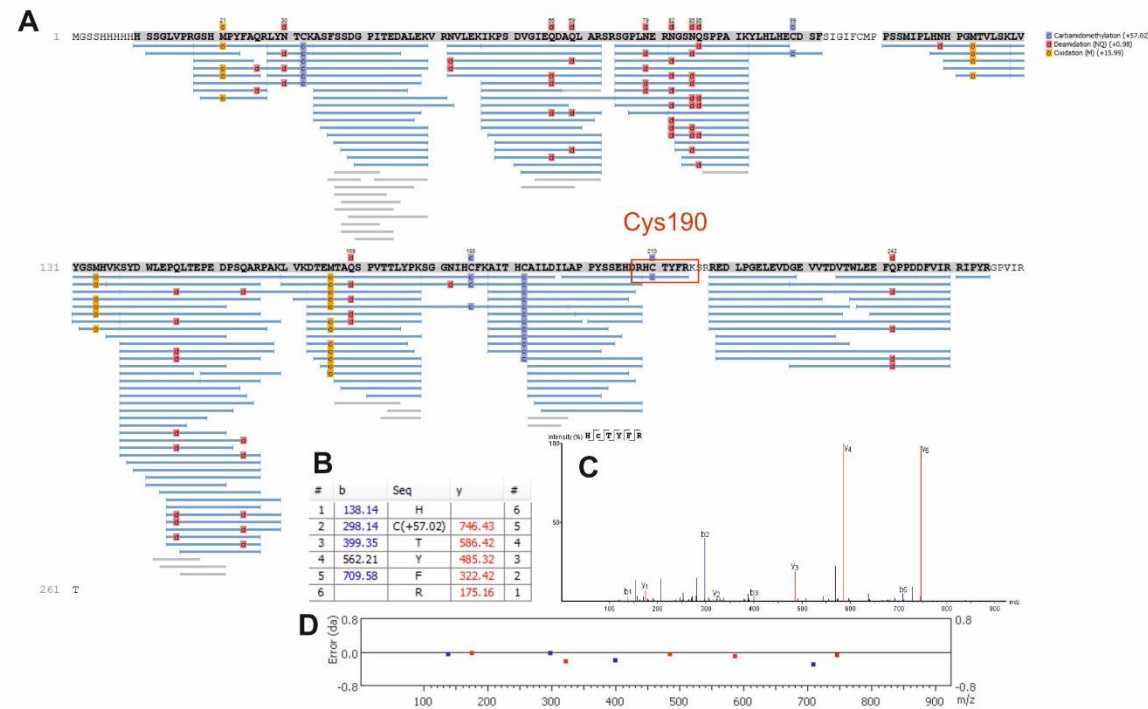 A
1 MGSSHHHHHH SSGLVPRGSH MPYFAQRLYN TCKASFSSDG PITEDALEKV RNVLEKIKPS DVGIEQDAQL ARSRSGPLNE RNGSNQSPPA IKYLHLHECD SFSIGIFCMP PSSMIPLHNH PGMTVLSKLV
Carbamidomethylation (+57.02)
Deamidation (NQ) (+0.98)
Oxidation (M) (+15.99)
Cys190
131 YGSMHVKSYD WLEPQLTEPE DPSQARPAKL VKDTEMTAQS PVTTLYPKSG GNIHCFKAIT HCAILDILAP PYSSEHDRHC TYFRKSRRED LPGELEVDGE VVTDVTWLEE FQPPDDFVIR RIPYRGPVIR
261 T
B
# b Seq y #
1 138.14 H 6
2 298.14 C(+57.02) 746.43 5
3 399.35 T 586.42 4
4 562.21 Y 485.32 3
5 709.58 F 322.42 2
6 R 175.16 1
C
Intensity (%) H c T Y F R
100
50
b1 y1 b2 y2 b3 y3 y4 b5 y5
100 200 300 400 500 600 700 800 900 m/z
D
Error (da)
0.8 0.8
0.0 0.0
-0.8 -0.8
100 200 300 400 500 600 700 800 900 m/z